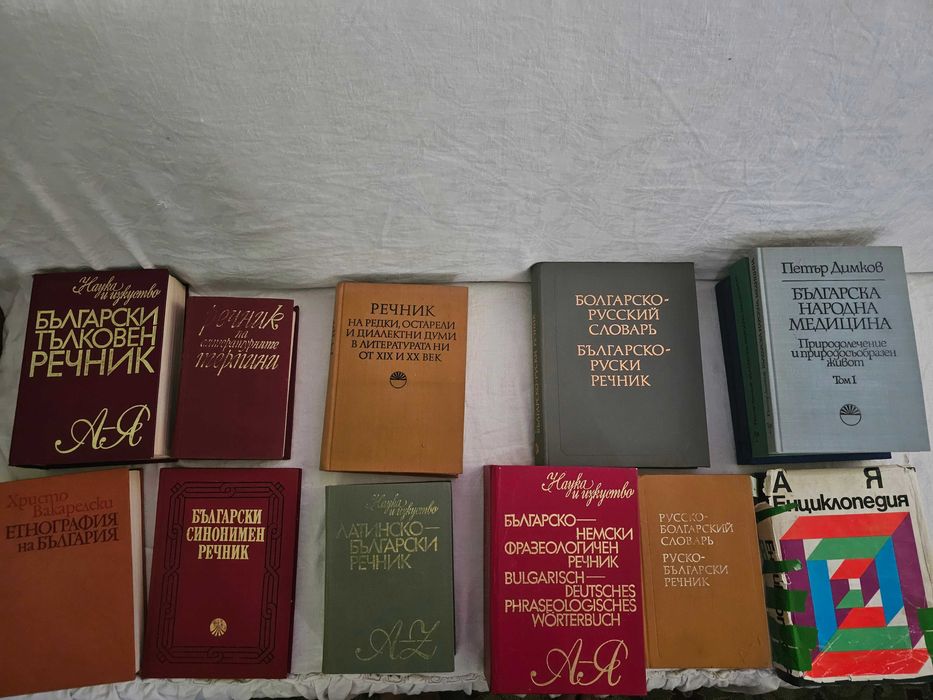 Наука и изкуство
БЪЛГАРСКИ
ТЪЛКОВЕН
РЕЧНИК
А–Я
речник
на
литературните
термини
РЕЧНИК
НА РЕДКИ, ОСТАРЕЛИ
И ДИАЛЕКТНИ ДУМИ
В ЛИТЕРАТУРАТА НИ
ОТ XIX И XX ВЕК
БОЛГАРСКО-
РУССКИЙ
СЛОВАРЬ
БЪЛГАРСКО-
РУСКИ
РЕЧНИК
Петър Димков
БЪЛГАРСКА
НАРОДНА
МЕДИЦИНА
Природолечение
и природосъобразен
живот
Том I
Христо
Вакарелски
ЕТНОГРАФИЯ
НА БЪЛГАРИЯ
БЪЛГАРСКИ
СИНОНИМЕН
РЕЧНИК
Наука и изкуство
ЛАТИНСКО–
БЪЛГАРСКИ
РЕЧНИК
A–Z
Наука и изкуство
БЪЛГАРСКО–
НЕМСКИ
ФРАЗЕОЛОГИЧЕН
РЕЧНИК
BULGARISCH–
DEUTSCHES
PHRASEOLOGISCHES
WÖRTERBUCH
А–Я
РУССКО-
БОЛГАРСКИЙ
СЛОВАРЬ
РУСКО-
БЪЛГАРСКИ
РЕЧНИК
А Я
Енциклопедия